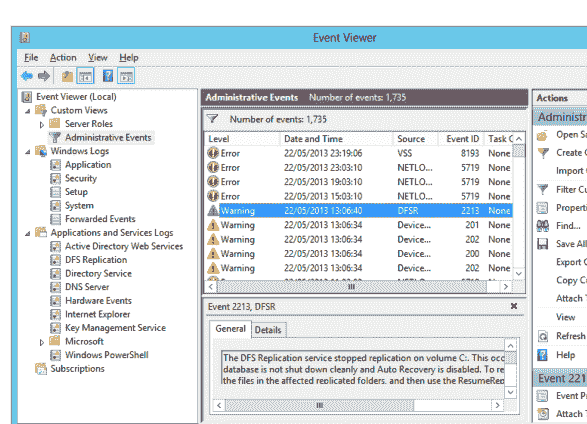 Event Viewer
File Action View Help
Event Viewer (Local)
Custom Views
Server Roles
Administrative Events
Windows Logs
Application
Security
Setup
System
Forwarded Events
Applications and Services Logs
Active Directory Web Services
DFS Replication
Directory Service
DNS Server
Hardware Events
Internet Explorer
Key Management Service
Microsoft
Windows PowerShell
Subscriptions
Administrative Events Number of events: 1,735
Number of events: 1,735
Level Date and Time Source Event ID Task C
Error 22/05/2013 23:19:06 VSS 8193 None
Error 22/05/2013 23:03:10 NETLO... 5719 None
Error 22/05/2013 19:03:10 NETLO... 5719 None
Error 22/05/2013 15:03:10 NETLO... 5719 None
Warning 22/05/2013 13:06:40 DFSR 2213 None
Warning 22/05/2013 13:06:34 Device... 201 None
Warning 22/05/2013 13:06:34 Device... 202 None
Warning 22/05/2013 13:06:34 Device... 200 None
Warning 22/05/2013 13:06:34 Device... 202 None
Event 2213, DFSR
General Details
The DFS Replication service stopped replication on volume C:. This occ
database is not shut down cleanly and Auto Recovery is disabled. To re
the files in the affected replicated folders, and then use the ResumeRep
Actions
Administr
Open Sa
Create C
Import
Filter Cu
Properti
Find...
Save All
Export C
Copy Cu
Attach T
View
Refresh
Help
Event 221
Event P
Attach T